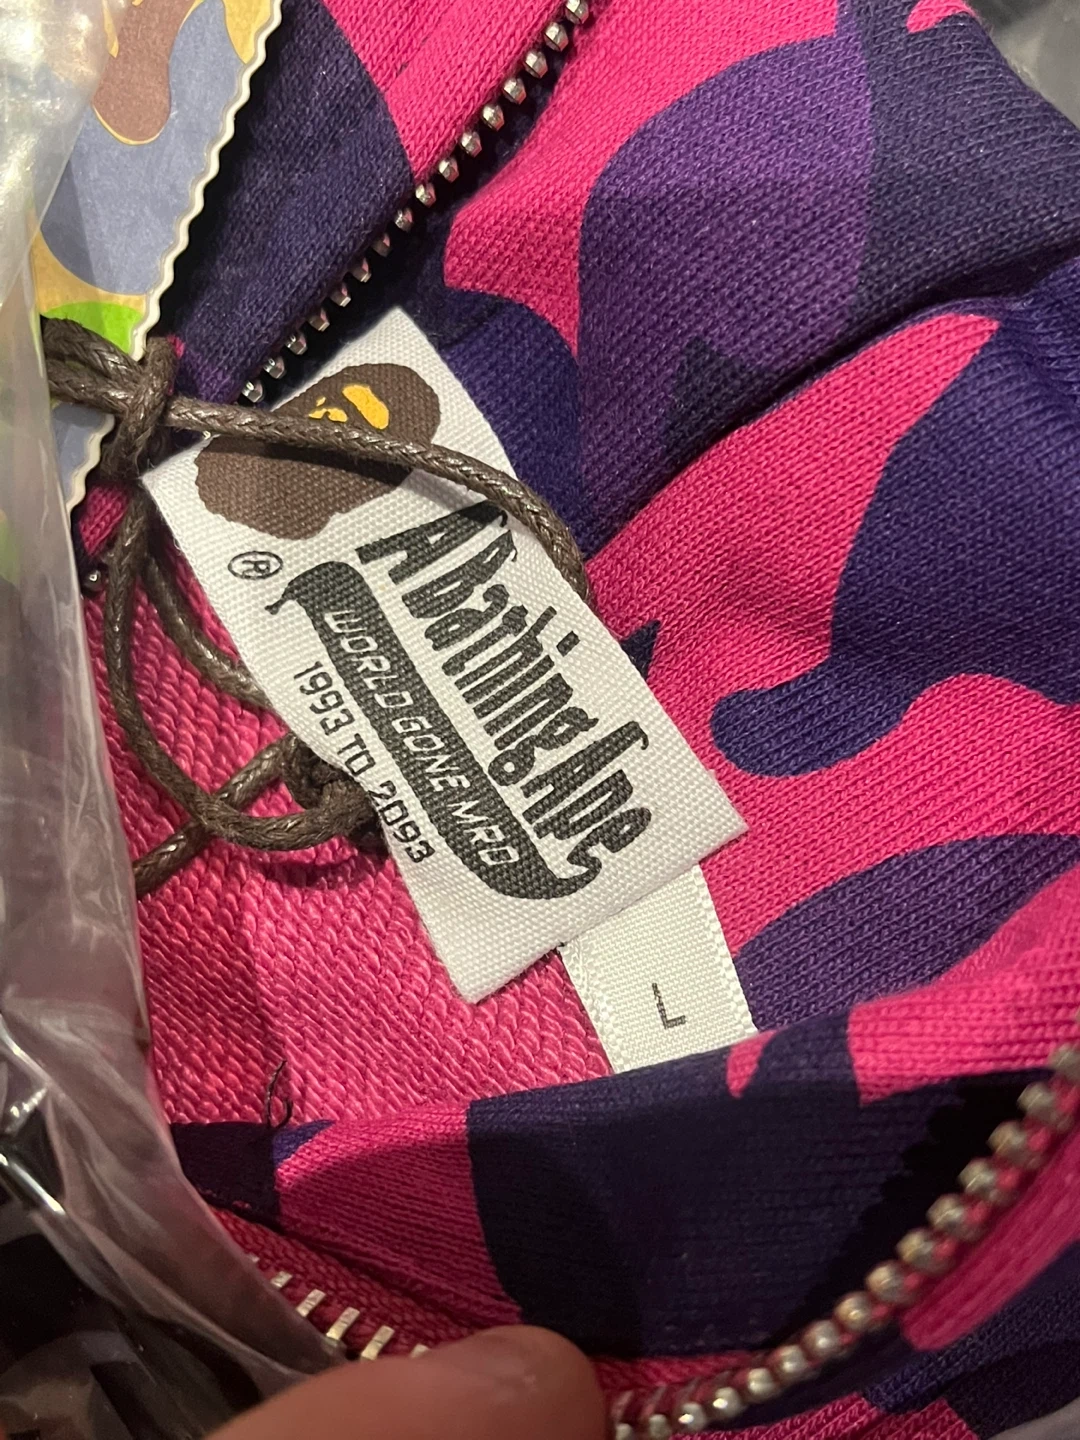 ®
A Bathing Ape
WORLD GONE MAD
1993 TO 2093
L